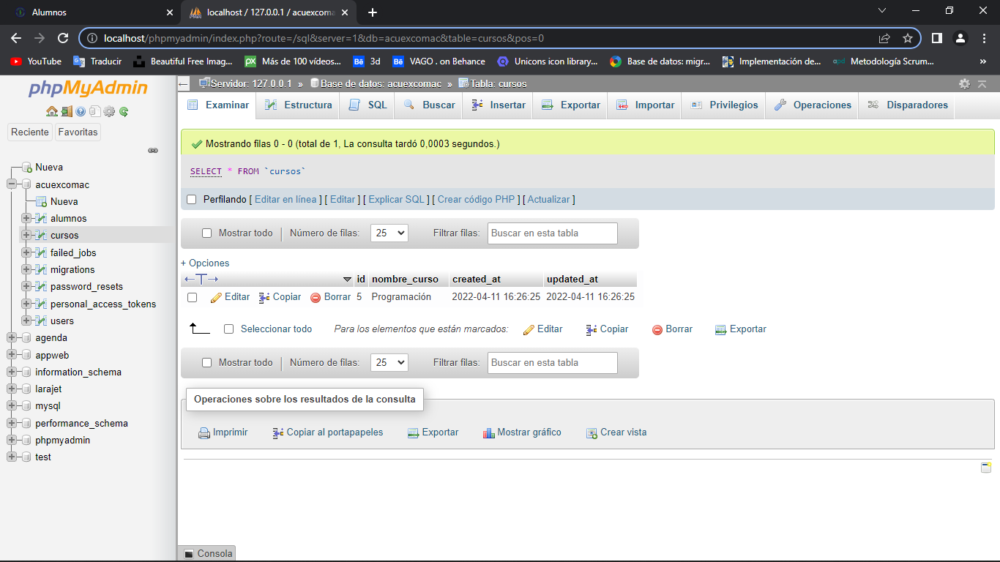 Alumnos
localhost / 127.0.0.1 / acuexcoma
localhost/phpmyadmin/index.php?route=/sql&server=1&db=acuexcomac&table=cursos&pos=0
YouTube Traducir Beautiful Free Imag... Más de 100 vídeos... 3d VAGO . on Behance Unicons icon library... Base de datos: migr... Implementación de... Metodología Scrum... »
phpMyAdmin
Reciente Favoritas
Nueva
acuexcomac
Nueva
alumnos
cursos
failed_jobs
migrations
password_resets
personal_access_tokens
users
agenda
appweb
information_schema
larajet
mysql
performance_schema
phpmyadmin
test
Servidor: 127.0.0.1 » Base de datos: acuexcomac » Tabla: cursos
Examinar Estructura SQL Buscar Insertar Exportar Importar Privilegios Operaciones Disparadores
Mostrando filas 0 - 0 (total de 1, La consulta tardó 0,0003 segundos.)
SELECT * FROM `cursos`
Perfilando [ Editar en línea ] [ Editar ] [ Explicar SQL ] [ Crear código PHP ] [ Actualizar ]
Mostrar todo Número de filas: 25 Filtrar filas: Buscar en esta tabla
+ Opciones
id nombre_curso created_at updated_at
Editar Copiar Borrar 5 Programación 2022-04-11 16:26:25 2022-04-11 16:26:25
Seleccionar todo Para los elementos que están marcados: Editar Copiar Borrar Exportar
Mostrar todo Número de filas: 25 Filtrar filas: Buscar en esta tabla
Operaciones sobre los resultados de la consulta
Imprimir Copiar al portapapeles Exportar Mostrar gráfico Crear vista
Consola